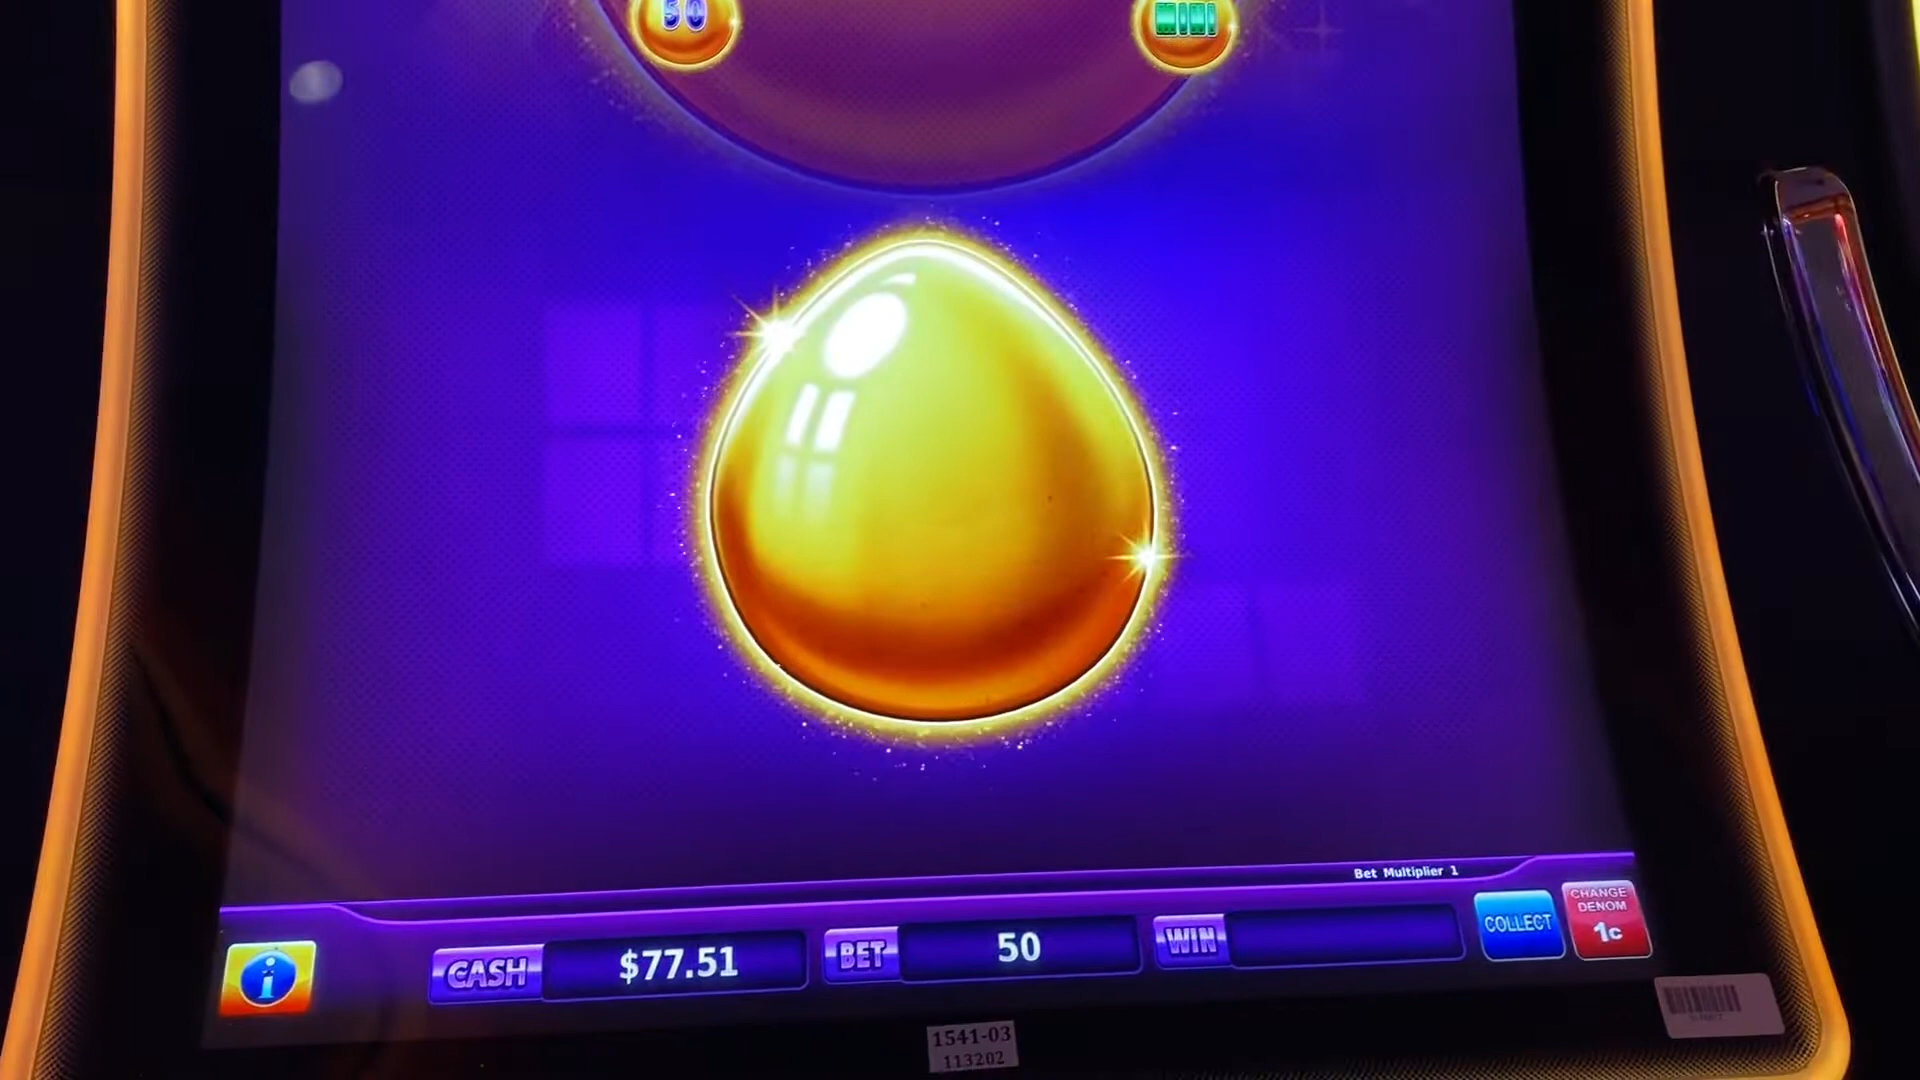 50
MINI
Bet Multiplier 1
CASH
$77.51
BET
50
WIN
COLLECT
CHANGE
DENOM
1c
1541-03
113202